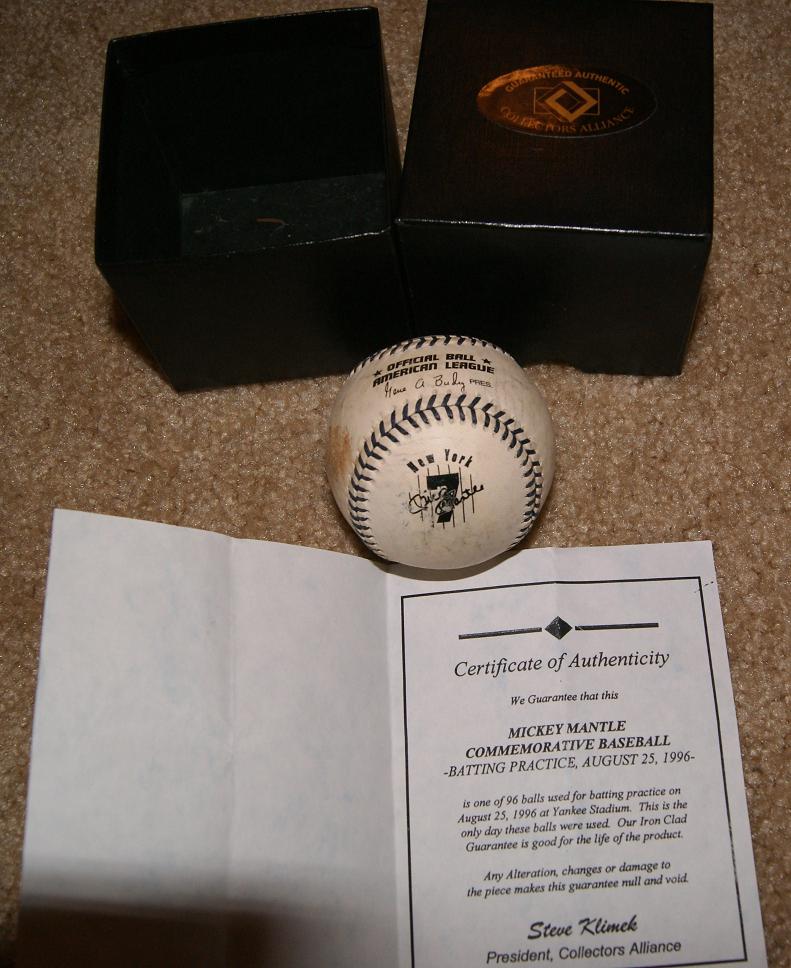 GUARANTEED AUTHENTIC
COLLECTORS ALLIANCE
★ OFFICIAL BALL ★
AMERICAN LEAGUE
Gene A Budig PRES.
New York
7
Mickey Mantle
Certificate of Authenticity
We Guarantee that this
MICKEY MANTLE
COMMEMORATIVE BASEBALL
-BATTING PRACTICE, AUGUST 25, 1996-
is one of 96 balls used for batting practice on
August 25, 1996 at Yankee Stadium. This is the
only day these balls were used. Our Iron Clad
Guarantee is good for the life of the product.
Any Alteration, changes or damage to
the piece makes this guarantee null and void.
Steve Klimek
President, Collectors Alliance